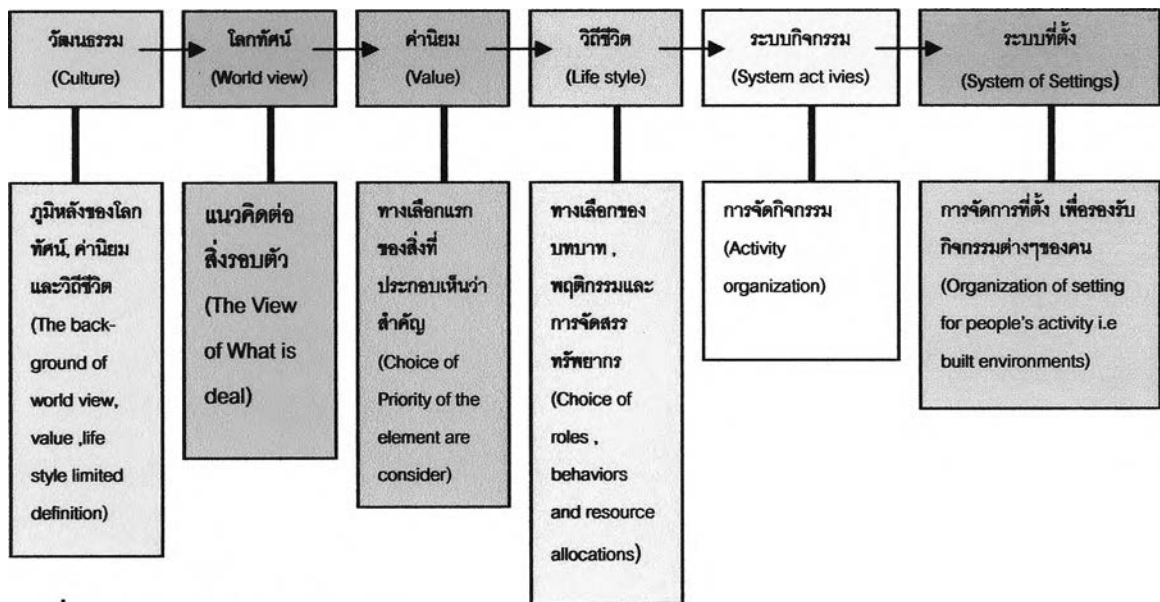 วัฒนธรรม
(Culture)
โลกทัศน์
(World view)
ค่านิยม
(Value)
วิถีชีวิต
(Life style)
ระบบกิจกรรม
(System act ivies)
ระบบที่ตั้ง
(System of Settings)
ภูมิหลังของโลก
ทัศน์, ค่านิยม
และวิถีชีวิต
(The back-
ground of
world view,
value ,life
style limited
definition)
แนวคิดต่อ
สิ่งรอบตัว
(The View
of What is
deal)
ทางเลือกแรก
ของสิ่งที่
ประกอบเห็นว่า
สำคัญ
(Choice of
Priority of the
element are
consider)
ทางเลือกของ
บทบาท ,
พฤติกรรมและ
การจัดสรร
ทรัพยากร
(Choice of
roles ,
behaviors
and resource
allocations)
การจัดกิจกรรม
(Activity
organization)
การจัดการที่ตั้ง เพื่อรองรับ
กิจกรรมต่างๆของคน
(Organization of setting
for people's activity i.e
built environments)